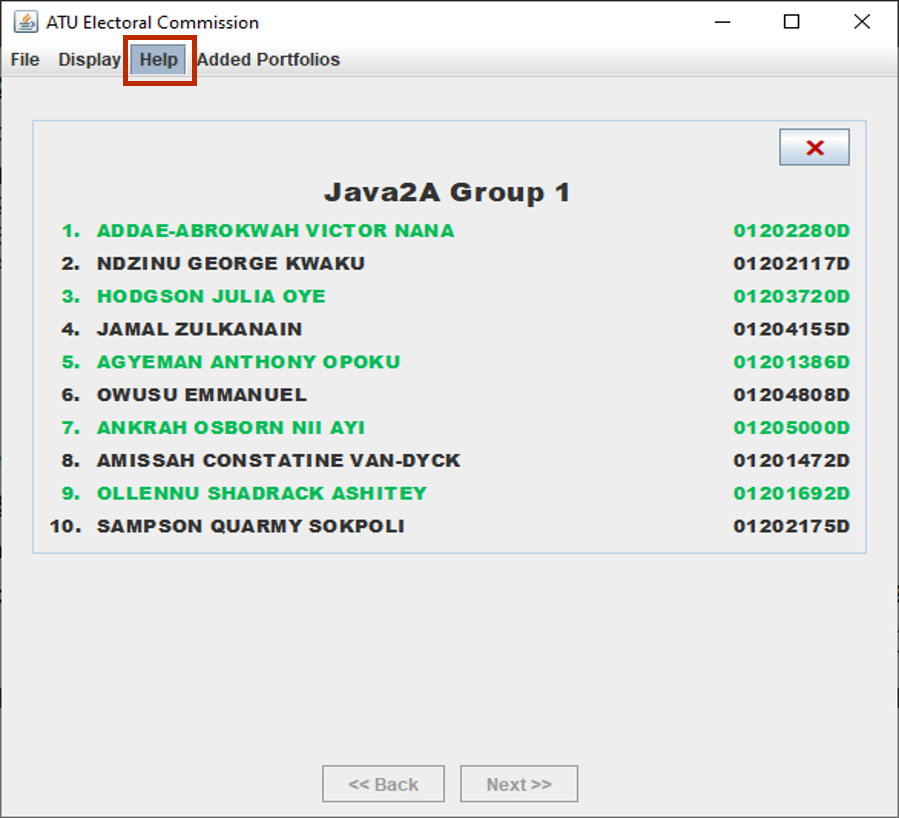 ATU Electoral Commission
File Display Help Added Portfolios
Java2A Group 1
1. ADDAE-ABROKWAH VICTOR NANA 01202280D
2. NDZINU GEORGE KWAKU 01202117D
3. HODGSON JULIA OYE 01203720D
4. JAMAL ZULKANAIN 01204155D
5. AGYEMAN ANTHONY OPOKU 01201386D
6. OWUSU EMMANUEL 01204808D
7. ANKRAH OSBORN NII AYI 01205000D
8. AMISSAH CONSTATINE VAN-DYCK 01201472D
9. OLLENNU SHADRACK ASHITEY 01201692D
10. SAMPSON QUARMY SOKPOLI 01202175D
<< Back Next >>